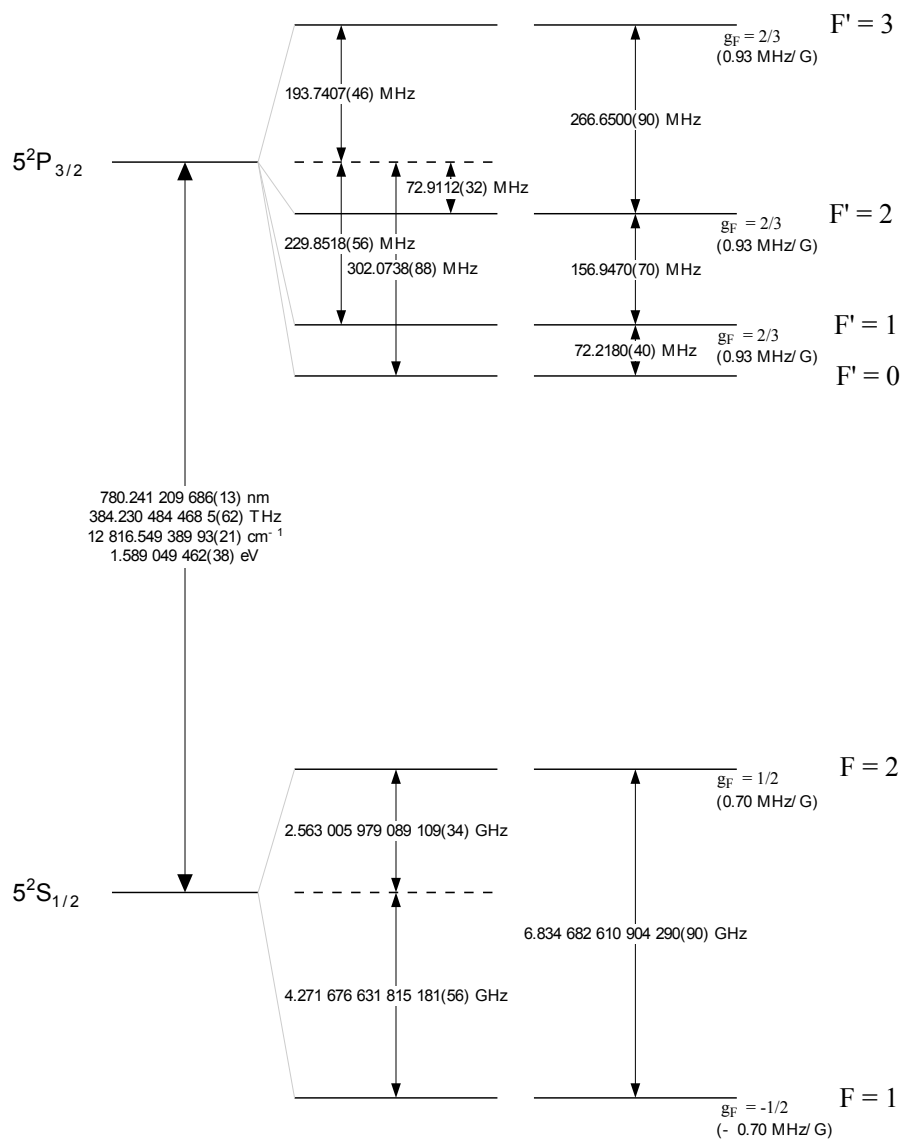 F' = 3
g_F = 2/3
(0.93 MHz/ G)
193.7407(46) MHz
266.6500(90) MHz
5²P₃/₂
72.9112(32) MHz
F' = 2
g_F = 2/3
(0.93 MHz/ G)
229.8518(56) MHz
302.0738(88) MHz
156.9470(70) MHz
F' = 1
g_F = 2/3
(0.93 MHz/ G)
72.2180(40) MHz
F' = 0
780.241 209 686(13) nm
384.230 484 468 5(62) THz
12 816.549 389 93(21) cm⁻¹
1.589 049 462(38) eV
F = 2
g_F = 1/2
(0.70 MHz/ G)
2.563 005 979 089 109(34) GHz
5²S₁/₂
6.834 682 610 904 290(90) GHz
4.271 676 631 815 181(56) GHz
F = 1
g_F = -1/2
(- 0.70 MHz/ G)